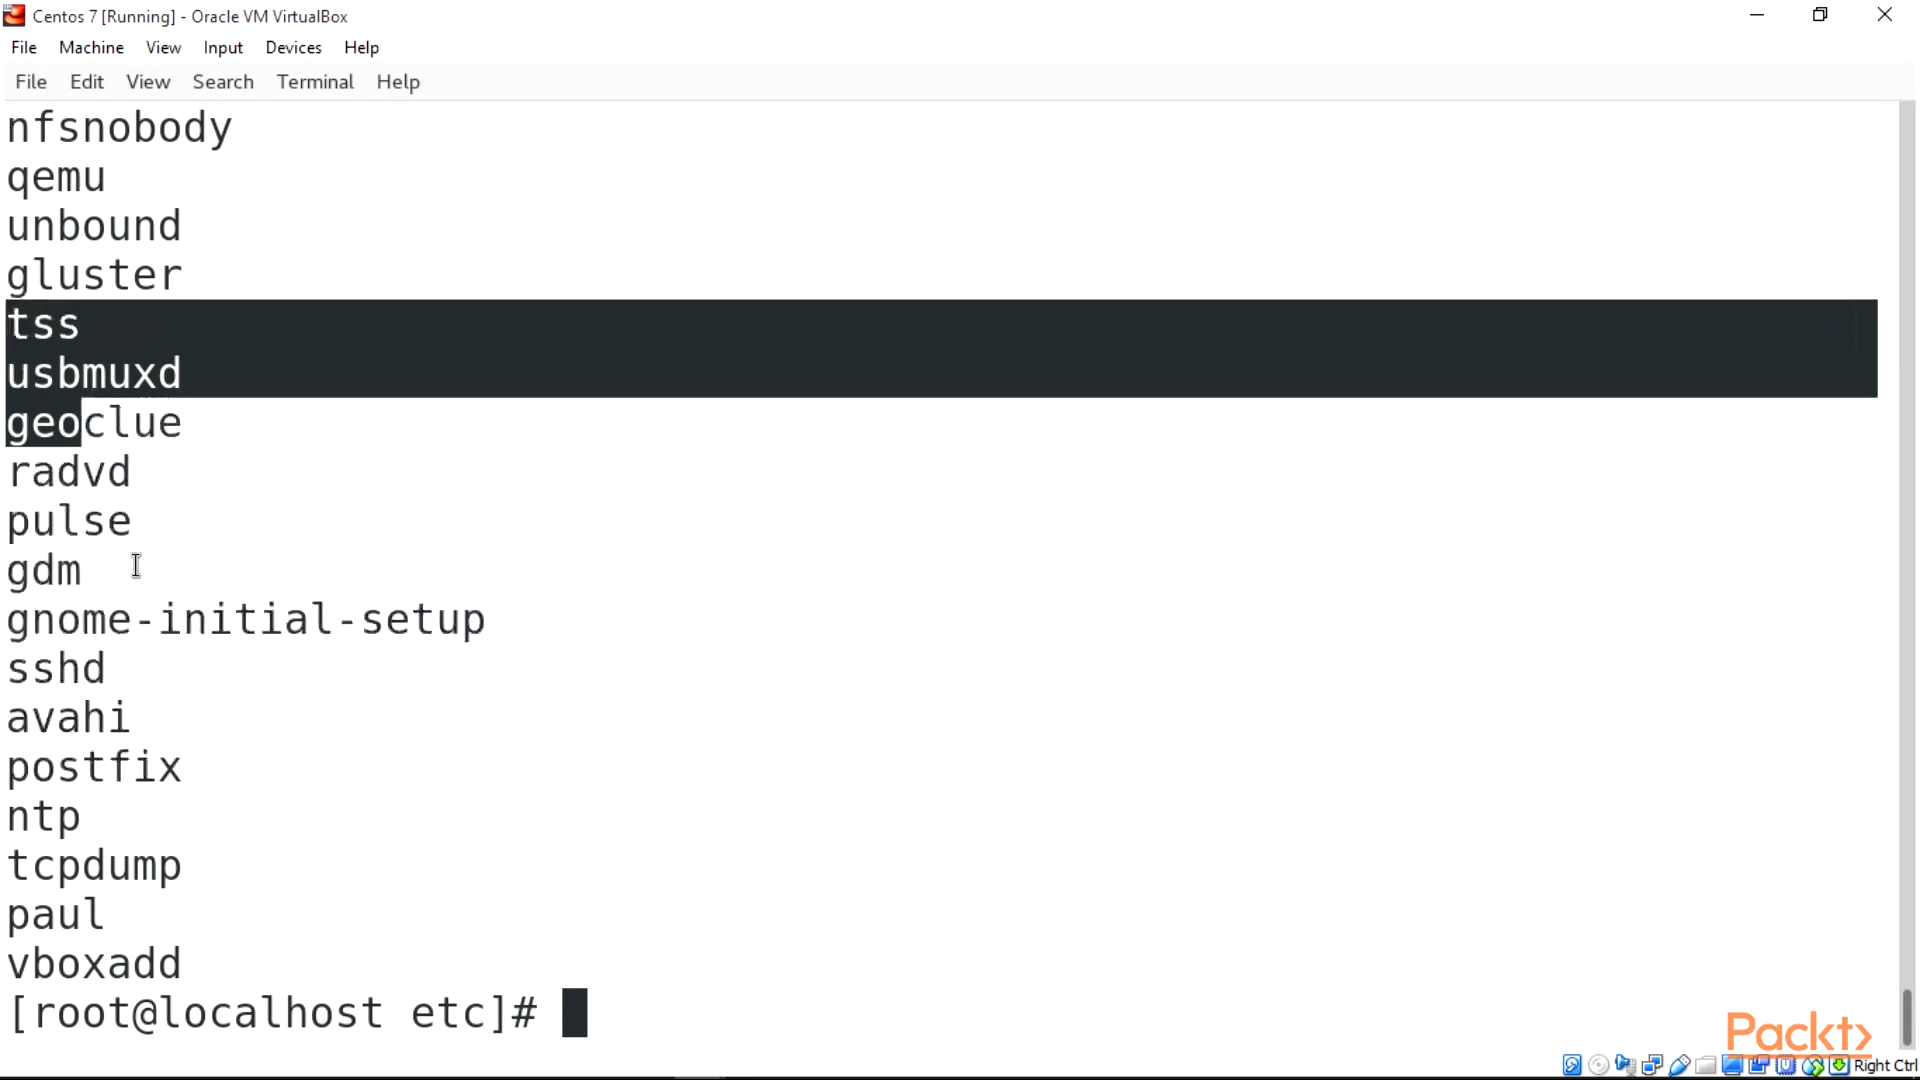 Centos 7 [Running] - Oracle VM VirtualBox
File Machine View Input Devices Help
File Edit View Search Terminal Help
nfsnobody
qemu
unbound
gluster
tss
usbmuxd
geoclue
radvd
pulse
gdm
gnome-initial-setup
sshd
avahi
postfix
ntp
tcpdump
paul
vboxadd
[root@localhost etc]#
Packt>
Right Ctrl